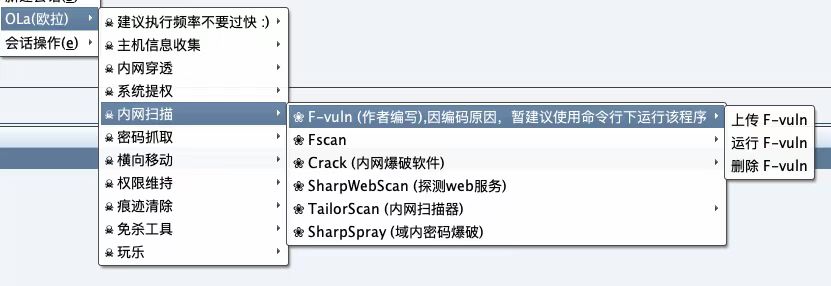 OLa(欧拉)
会话操作(e)
建议执行频率不要过快 :)
主机信息收集
内网穿透
系统提权
内网扫描
密码抓取
横向移动
权限维持
痕迹清除
免杀工具
玩乐
F-vuln (作者编写),因编码原因，暂建议使用命令行下运行该程序
Fscan
Crack (内网爆破软件)
SharpWebScan (探测web服务)
TailorScan (内网扫描器)
SharpSpray (域内密码爆破)
上传 F-vuln
运行 F-vuln
删除 F-vuln